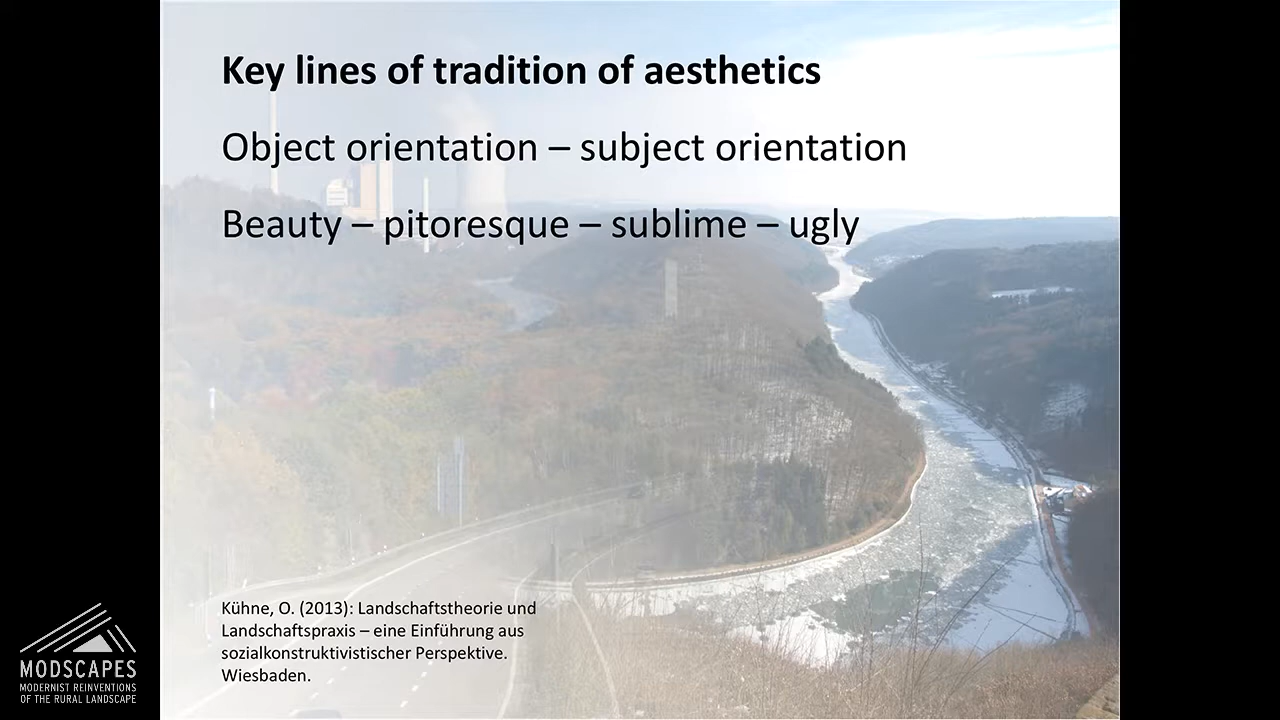 Key lines of tradition of aesthetics
Object orientation – subject orientation
Beauty – pitoresque – sublime – ugly
Kühne, O. (2013): Landschaftstheorie und
Landschaftspraxis – eine Einführung aus
sozialkonstruktivistischer Perspektive.
Wiesbaden.
MODSCAPES
MODERNIST REINVENTIONS
OF THE RURAL LANDSCAPE